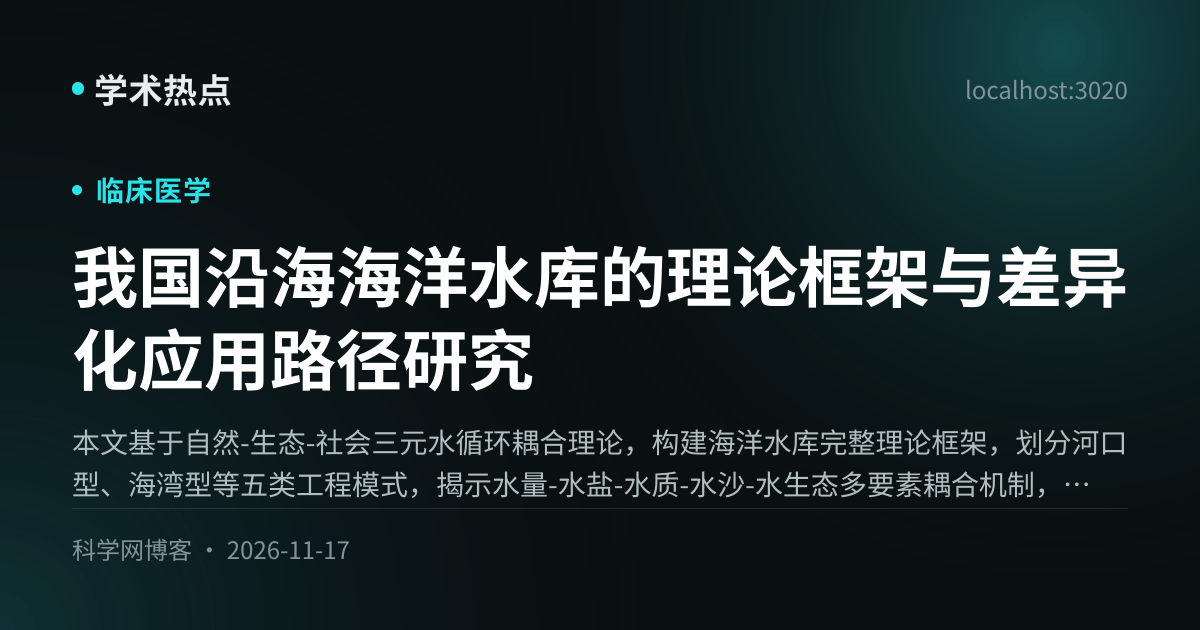 学术热点
localhost:3020
临床医学
我国沿海海洋水库的理论框架与差异
化应用路径研究
本文基于自然-生态-社会三元水循环耦合理论，构建海洋水库完整理论框架，划分河口
型、海湾型等五类工程模式，揭示水量-水盐-水质-水沙-水生态多要素耦合机制，…
科学网博客 • 2026-11-17